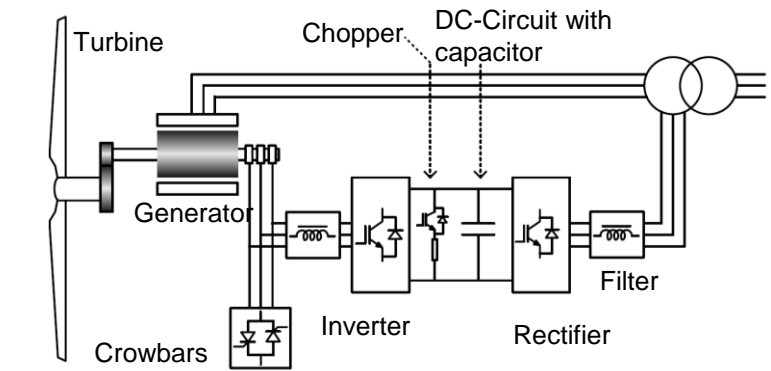 Turbine
Chopper
DC-Circuit with
capacitor
Generator
Filter
Inverter
Rectifier
Crowbars